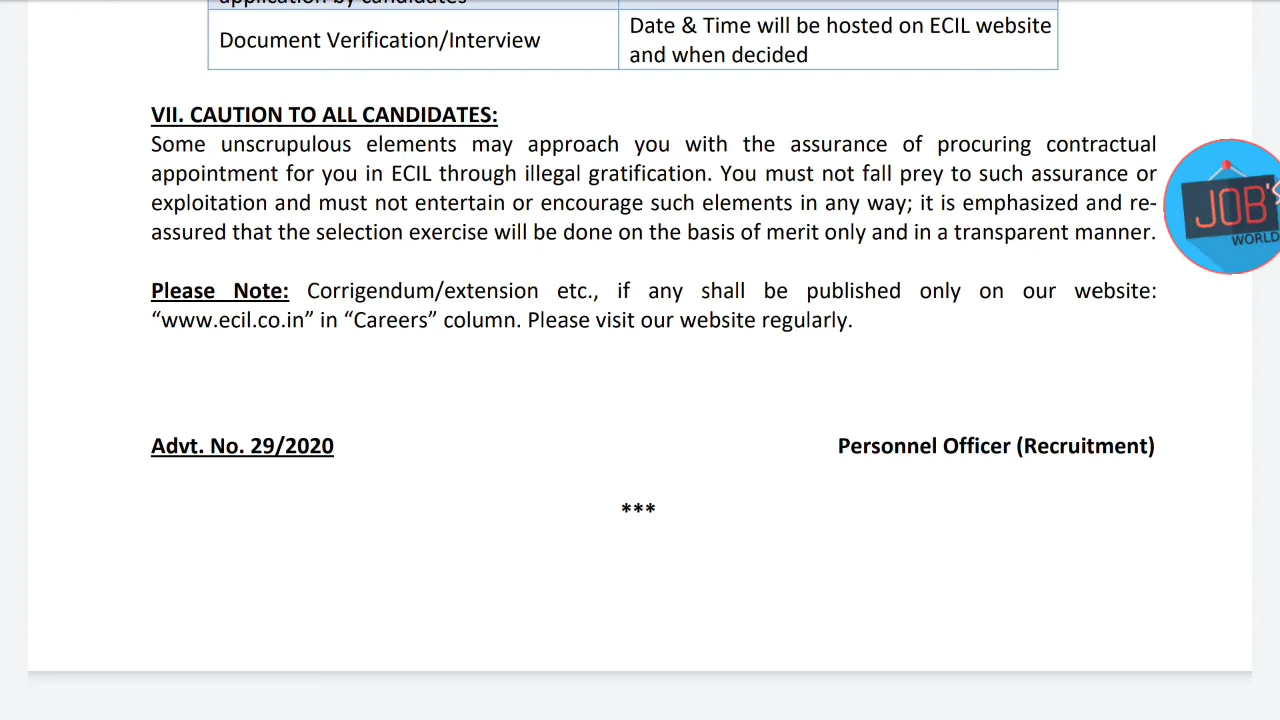 application by candidates
Document Verification/Interview
Date & Time will be hosted on ECIL website
and when decided
VII. CAUTION TO ALL CANDIDATES:
Some unscrupulous elements may approach you with the assurance of procuring contractual
appointment for you in ECIL through illegal gratification. You must not fall prey to such assurance or
exploitation and must not entertain or encourage such elements in any way; it is emphasized and re-
assured that the selection exercise will be done on the basis of merit only and in a transparent manner.
Please Note: Corrigendum/extension etc., if any shall be published only on our website:
“www.ecil.co.in” in “Careers” column. Please visit our website regularly.
Advt. No. 29/2020
Personnel Officer (Recruitment)
***
JOB'S
WORLD